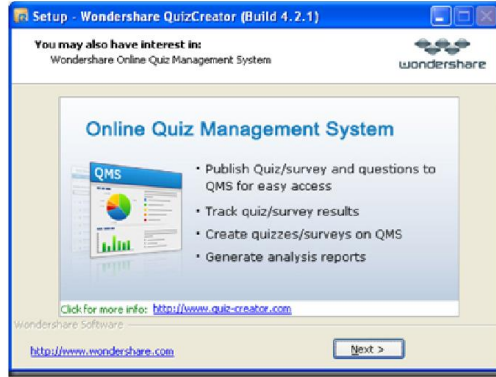 Setup - Wondershare QuizCreator (Build 4.2.1)
You may also have interest in:
Wondershare Online Quiz Management System
wondershare
Online Quiz Management System
QMS
• Publish Quiz/survey and questions to
QMS for easy access
• Track quiz/survey results
• Create quizzes/surveys on QMS
• Generate analysis reports
Click for more info: http://www.quiz-creator.com
Wondershare Software
http://www.wondershare.com
Next >